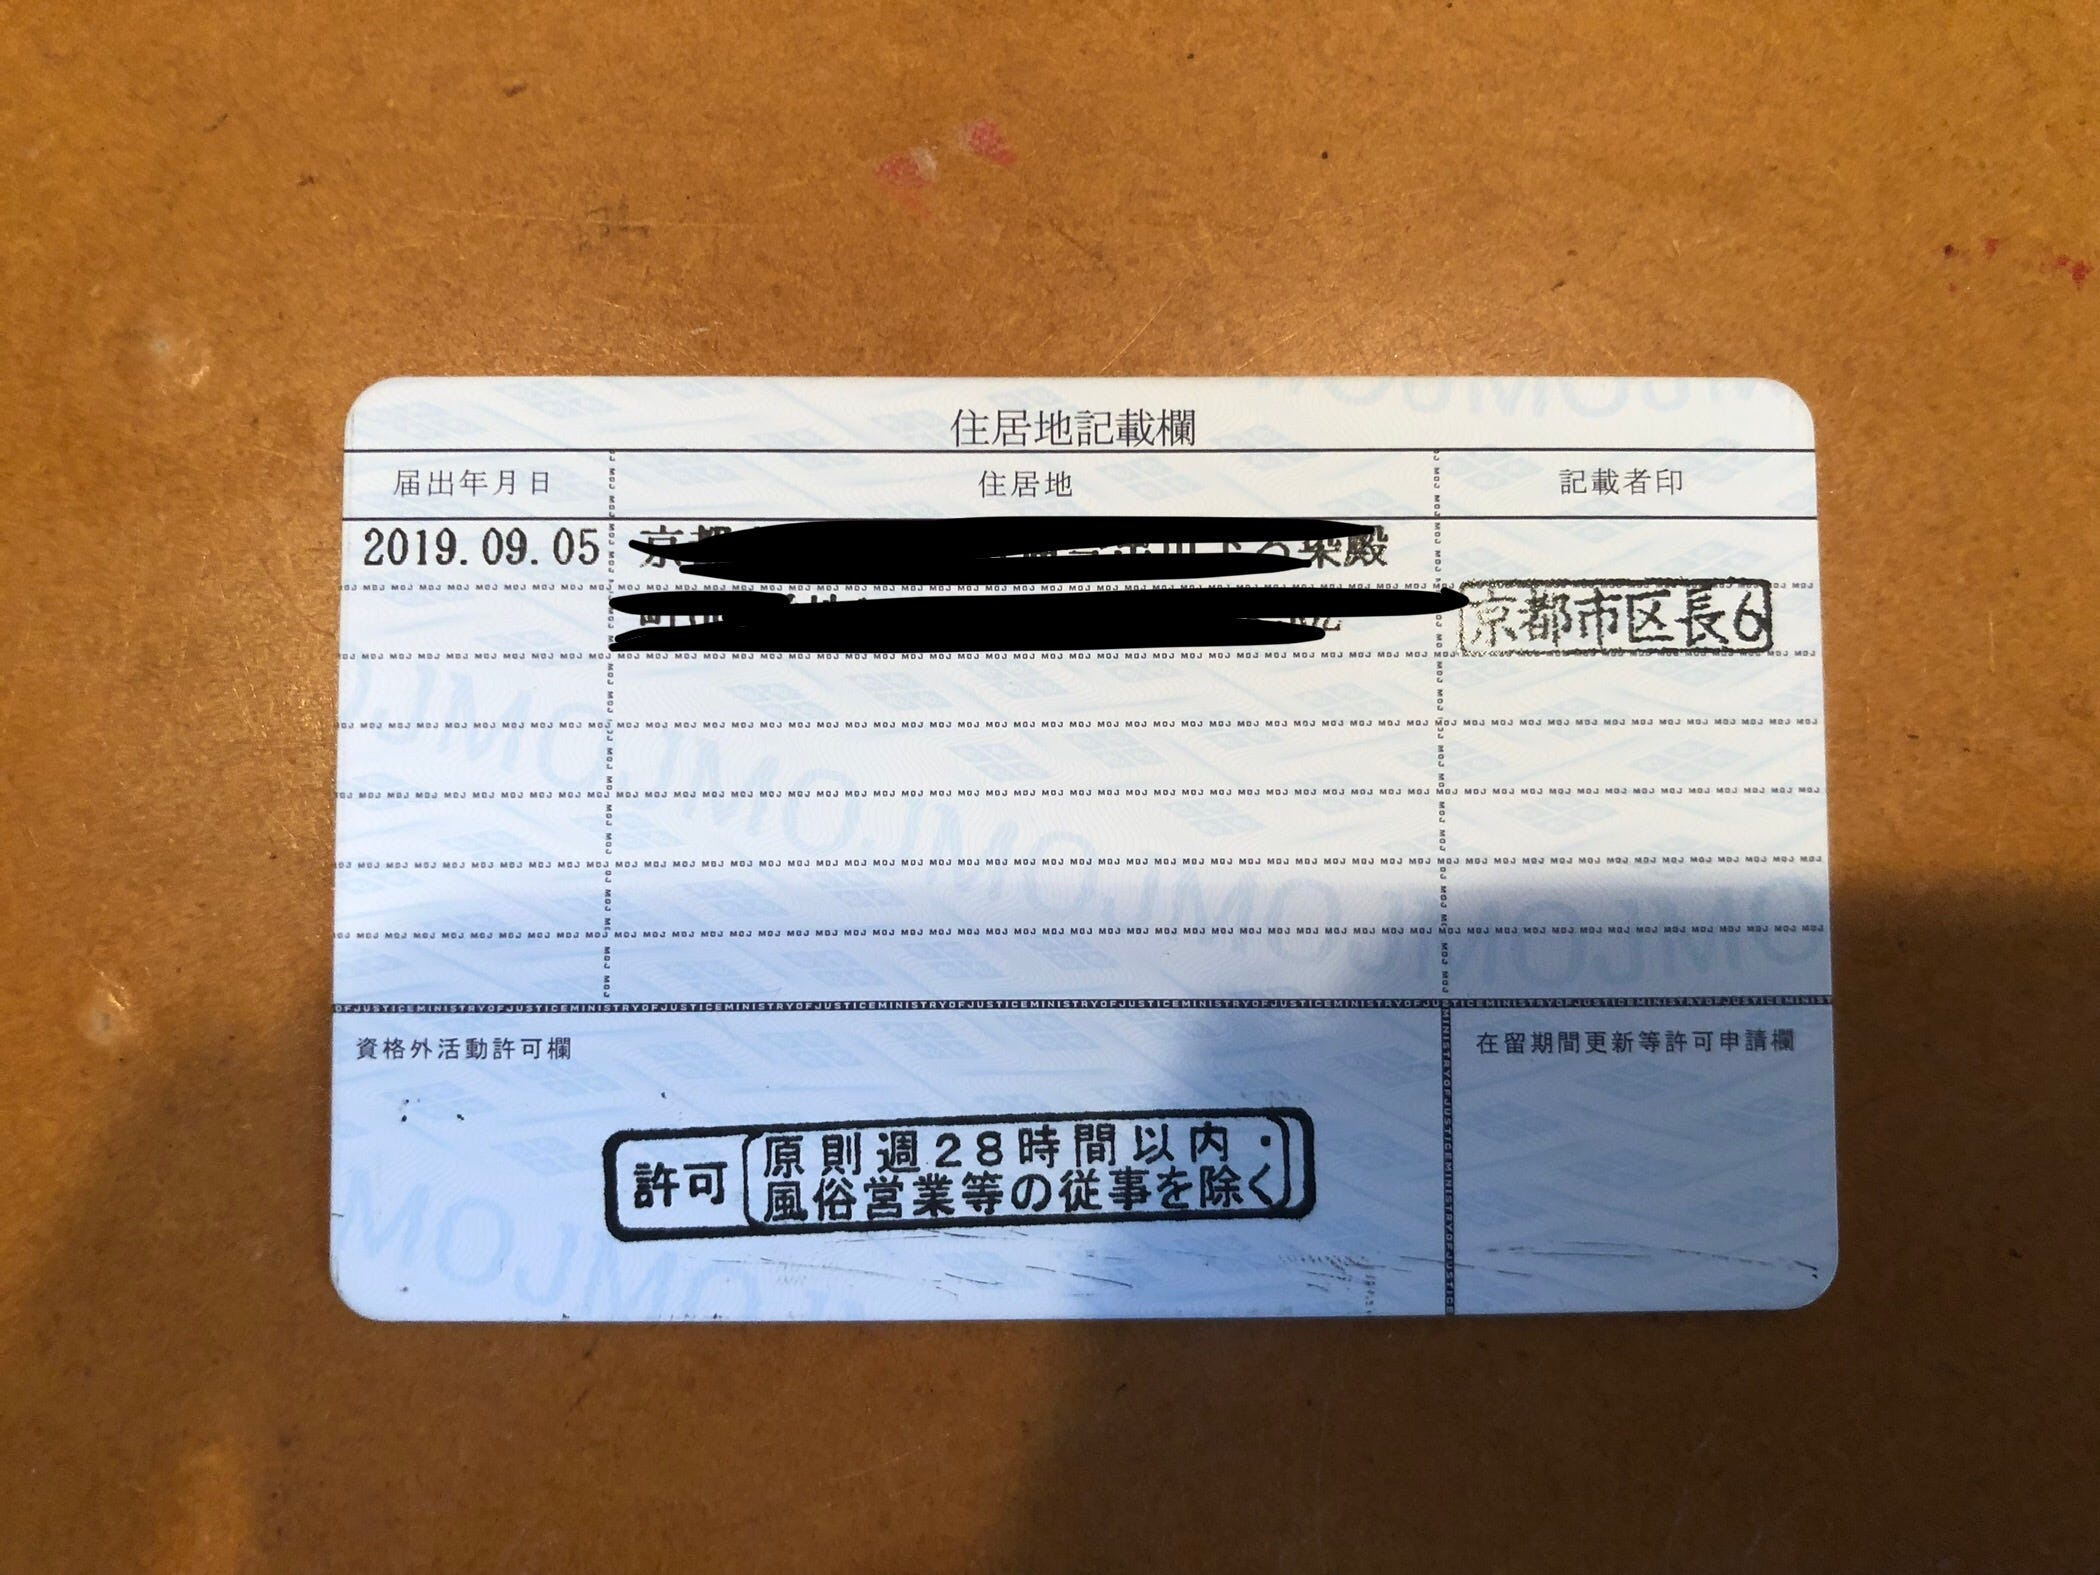 住居地記載欄
届出年月日 住居地 記載者印
2019.09.05
京都市区長6
MINISTRYOFJUSTICEMINISTRYOFJUSTICE
資格外活動許可欄 在留期間更新等許可申請欄
許可 原則週28時間以内・
風俗営業等の従事を除く